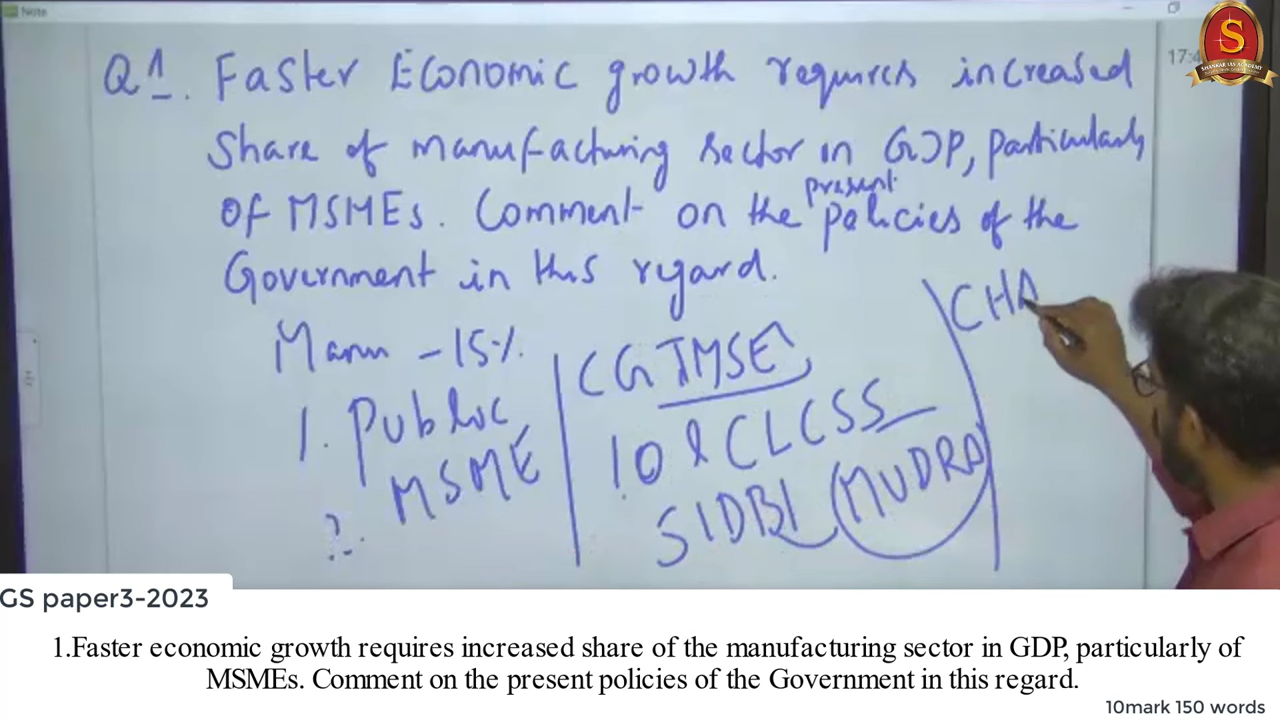 Note
17:4
S
SHANKAR IAS ACADEMY
Q1. Faster Economic growth requires increased
share of manufacturing sector in GDP, particularly
of MSMEs. Comment on the present policies of the
Government in this regard.
Manu - 15%
1. Public
MSME
2.
CGTMSE
10 l CLCSS
SIDBI MUDRA
CHA
GS paper3-2023
1.Faster economic growth requires increased share of the manufacturing sector in GDP, particularly of
MSMEs. Comment on the present policies of the Government in this regard.
10mark 150 words